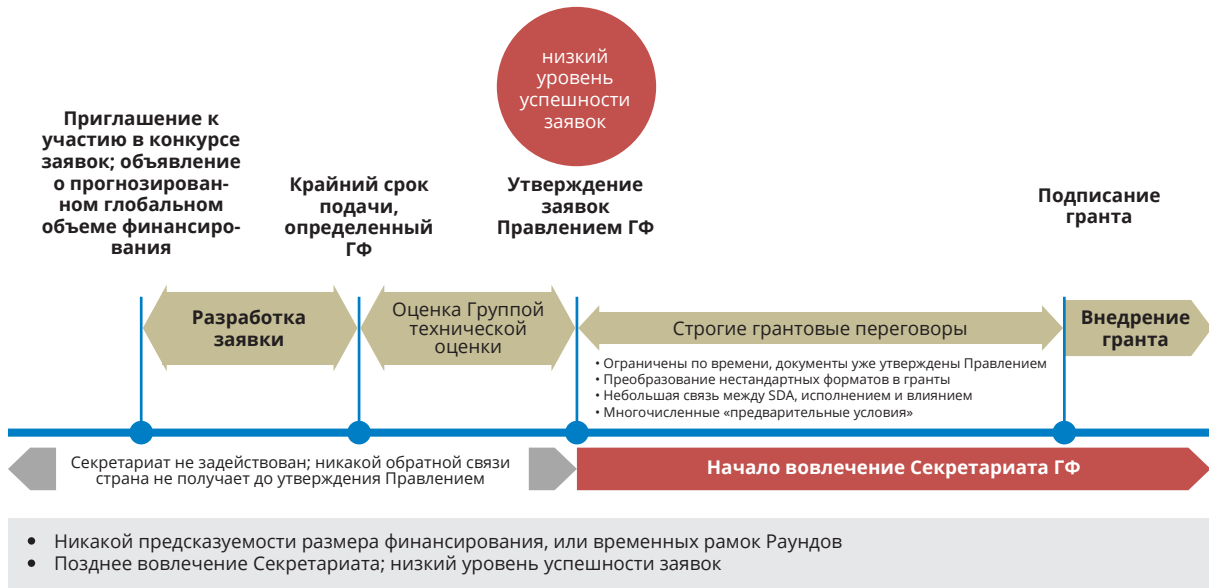 низкий
уровень
успешности
заявок
Приглашение к
участию в конкурсе
заявок; объявление
о прогнозирован-
ном глобальном
объеме финансиро-
вания
Крайний срок
подачи,
определенный
ГФ
Утверждение
заявок
Правлением ГФ
Подписание
гранта
Разработка
заявки
Оценка Группой
технической
оценки
Строгие грантовые переговоры
Внедрение
гранта
• Ограничены по времени, документы уже утверждены Правлением
• Преобразование нестандартных форматов в гранты
• Небольшая связь между SDA, исполнением и влиянием
• Многочисленные «предварительные условия»
Секретариат не задействован; никакой обратной связи
страна не получает до утверждения Правлением
Начало вовлечение Секретариата ГФ
• Никакой предсказуемости размера финансирования, или временных рамок Раундов
• Позднее вовлечение Секретариата; низкий уровень успешности заявок